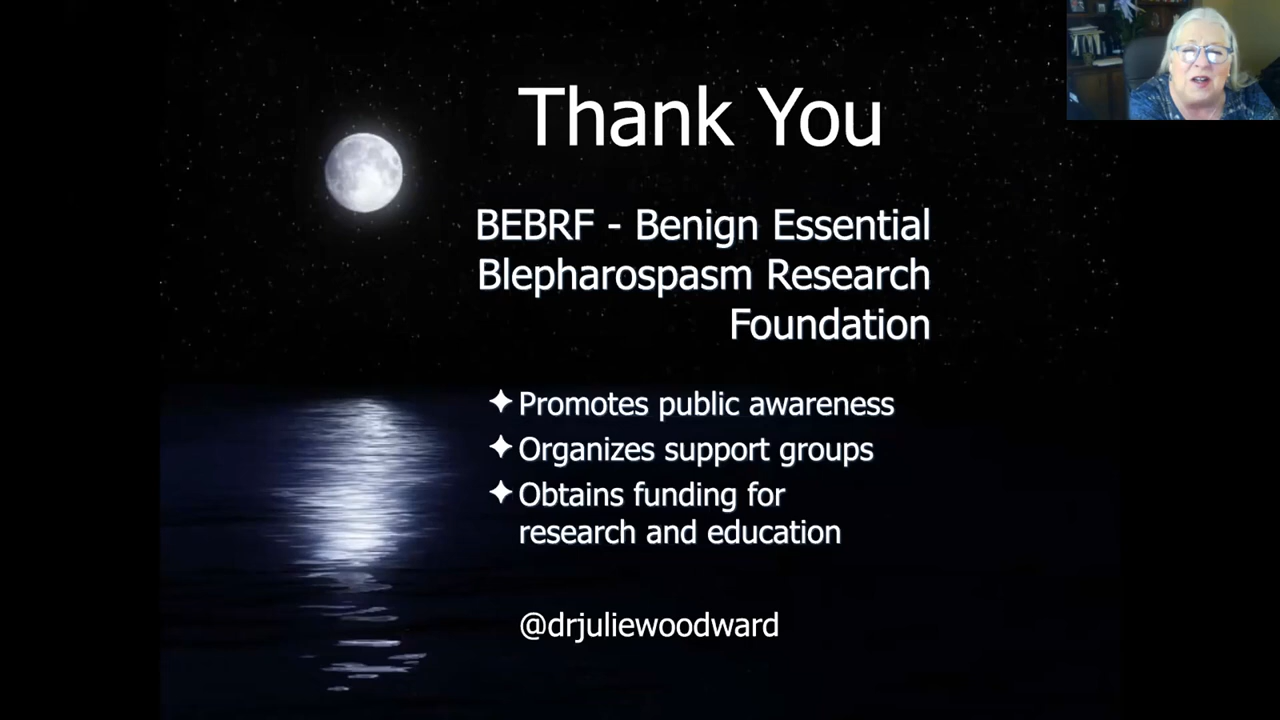 Thank You
BEBRF - Benign Essential
Blepharospasm Research
Foundation
✦Promotes public awareness
✦Organizes support groups
✦Obtains funding for
research and education
@drjuliewoodward